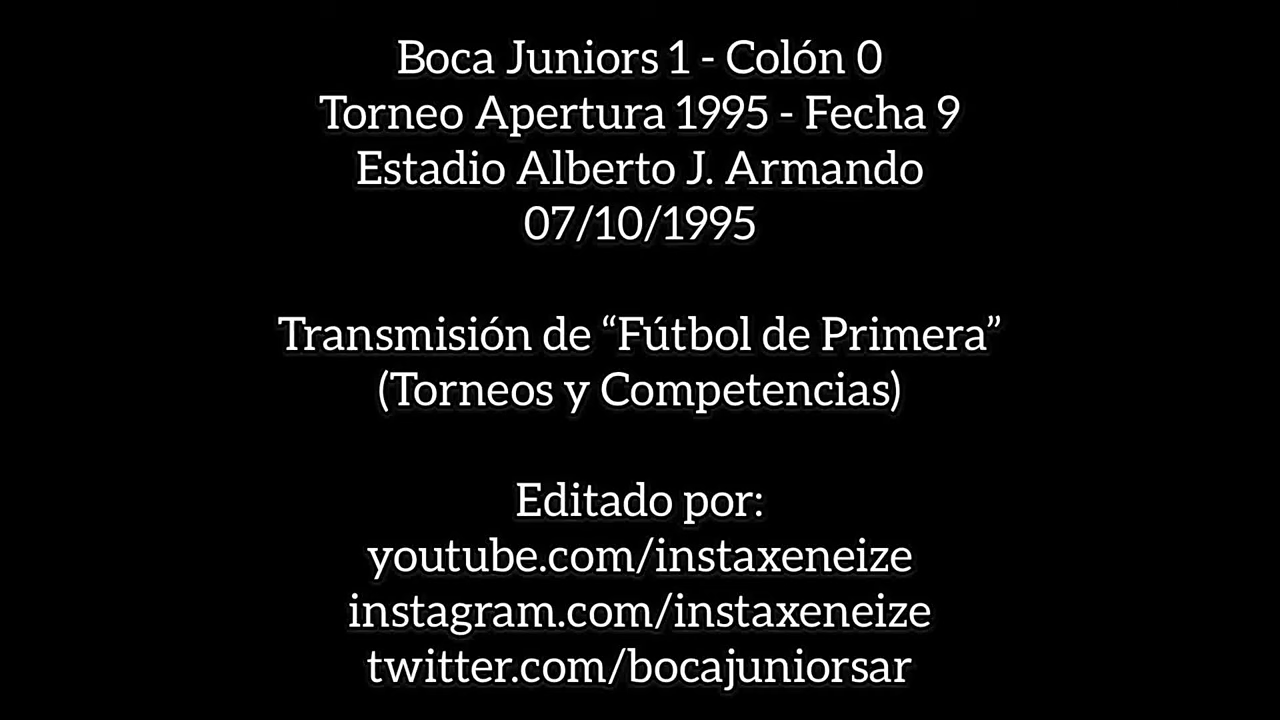 Boca Juniors 1 - Colón 0
Torneo Apertura 1995 - Fecha 9
Estadio Alberto J. Armando
07/10/1995
Transmisión de “Fútbol de Primera”
(Torneos y Competencias)
Editado por:
youtube.com/instaxeneize
instagram.com/instaxeneize
twitter.com/bocajuniorsar